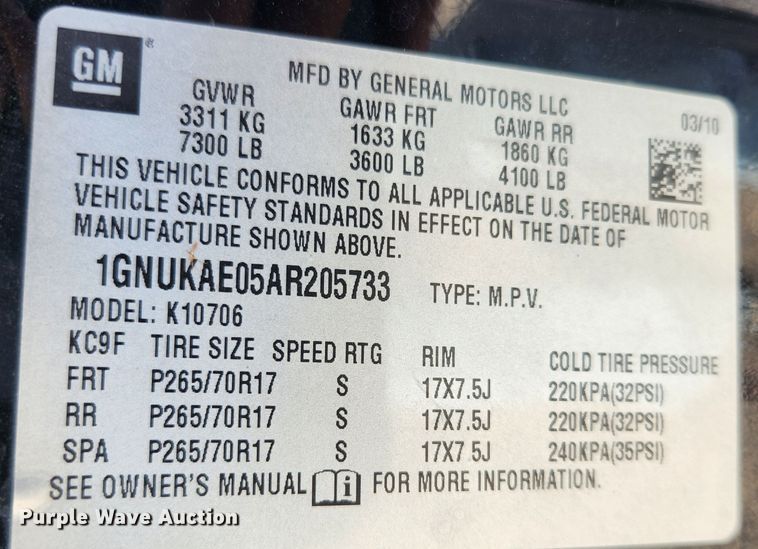 GM®
MFD BY GENERAL MOTORS LLC
03/10
GVWR GAWR FRT GAWR RR
3311 KG 1633 KG 1860 KG
7300 LB 3600 LB 4100 LB
THIS VEHICLE CONFORMS TO ALL APPLICABLE U.S. FEDERAL MOTOR
VEHICLE SAFETY STANDARDS IN EFFECT ON THE DATE OF
MANUFACTURE SHOWN ABOVE.
1GNUKAE05AR205733 TYPE: M.P.V.
MODEL: K10706
KC9F TIRE SIZE SPEED RTG RIM COLD TIRE PRESSURE
FRT P265/70R17 S 17X7.5J 220KPA(32PSI)
RR P265/70R17 S 17X7.5J 220KPA(32PSI)
SPA P265/70R17 S 17X7.5J 240KPA(35PSI)
SEE OWNER'S MANUAL i FOR MORE INFORMATION.
Purple Wave Auction